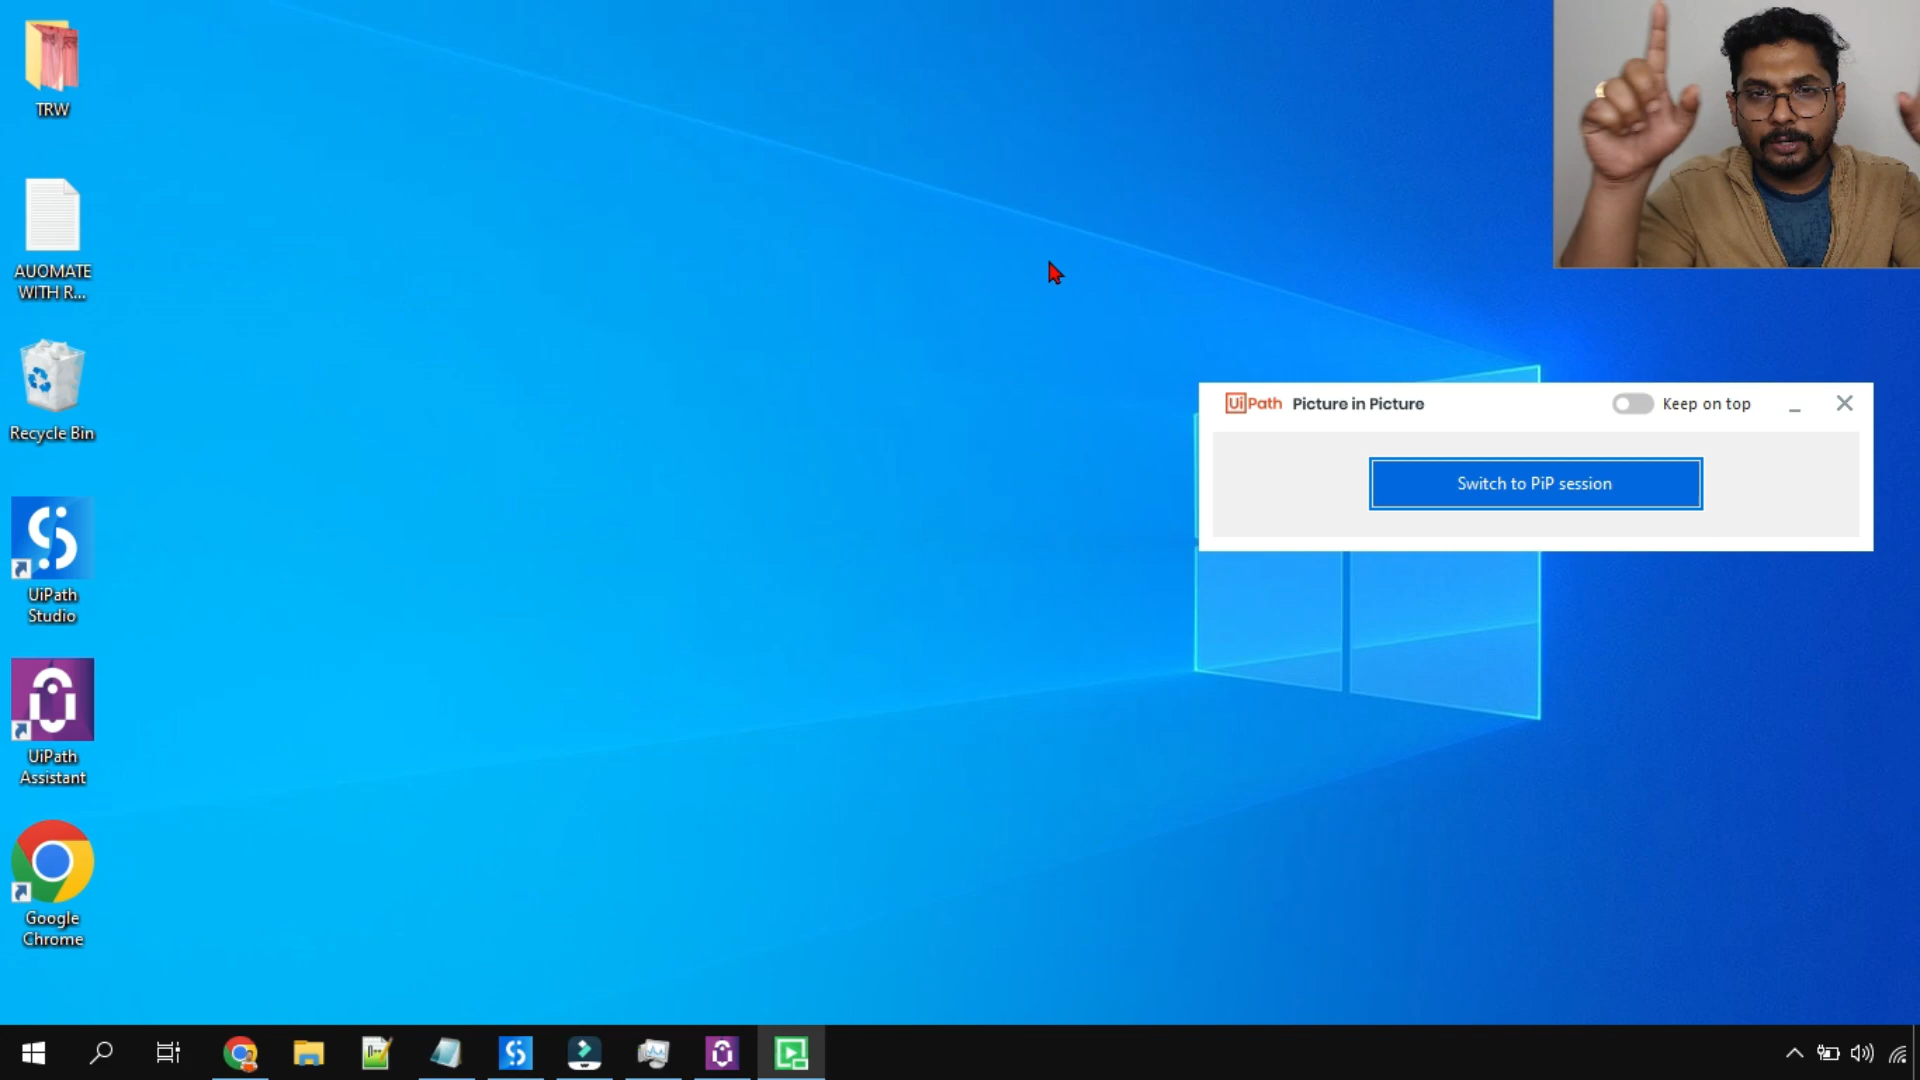 TRW
AUOMATE
WITH R...
Recycle Bin
UiPath
Studio
UiPath
Assistant
Google
Chrome
UiPath Picture in Picture
Keep on top
Switch to PiP session